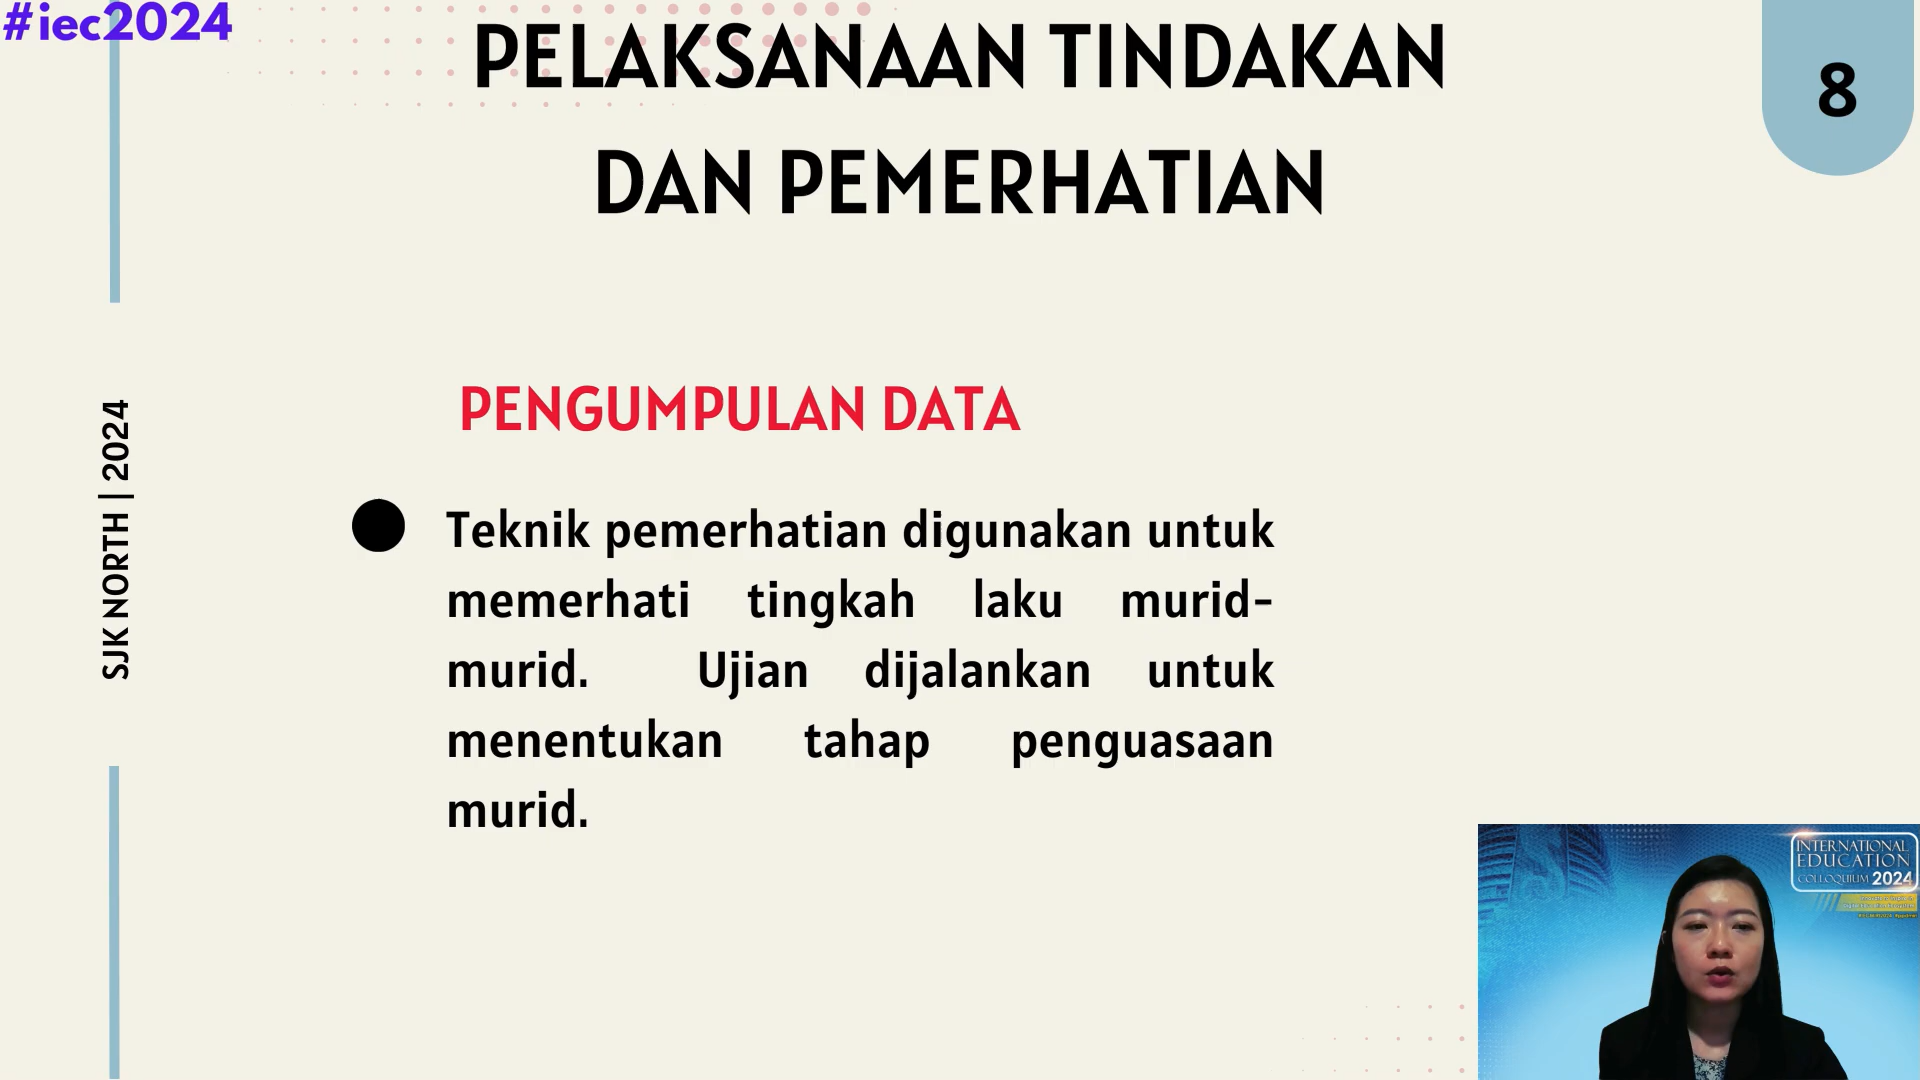 #iec2024
PELAKSANAAN TINDAKAN
DAN PEMERHATIAN
8
SJK NORTH | 2024
PENGUMPULAN DATA
Teknik pemerhatian digunakan untuk
memerhati tingkah laku murid-
murid. Ujian dijalankan untuk
menentukan tahap penguasaan
murid.
INTERNATIONAL
EDUCATION
COLLOQUIUM 2024